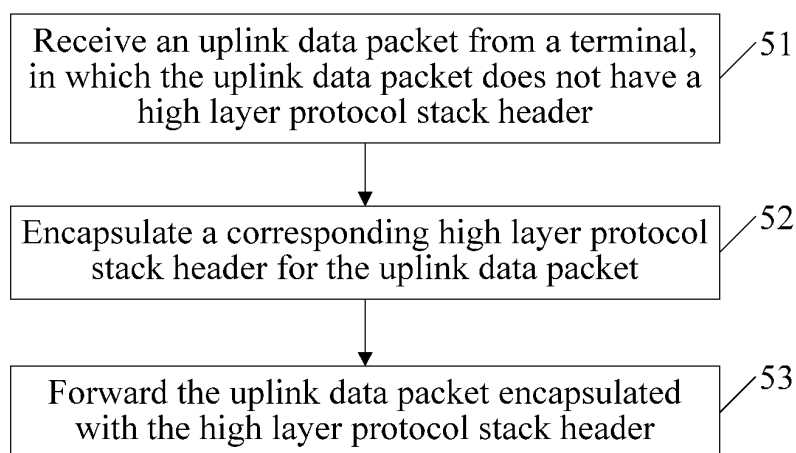 Receive an uplink data packet from a terminal,
in which the uplink data packet does not have a
high layer protocol stack header
51
Encapsulate a corresponding high layer protocol
stack header for the uplink data packet
52
Forward the uplink data packet encapsulated
with the high layer protocol stack header
53